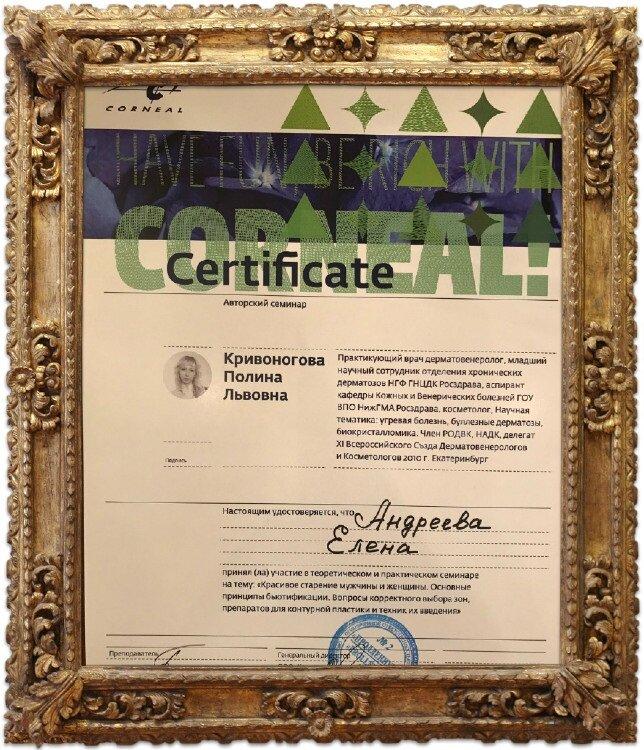 CORNEAL
HAVE FUN, BE RICH WITH
CORNEAL!
Certificate
Авторский семинар
Кривоногова
Полина
Львовна
Практикующий врач дерматовенеролог, младший
научный сотрудник отделения хронических
дерматозов НГФ ГНЦДК Росздрава, аспирант
кафедры Кожных и Венерических болезней ГОУ
ВПО НижГМА Росздрава, косметолог, Научная
тематика: угревая болезнь, буллезные дерматозы,
биокристалломика. Член РОДВК, НАДК, делегат
XI Всероссийского Съезда Дерматовенерологов
и Косметологов 2010 г. Екатеринбург
Подпись
Настоящим удостоверяется, что Андреева
Елена
принял (ла) участие в теоретическом и практическом семинаре
на тему: «Красивое старение мужчины и женщины. Основные
принципы бьютификации. Вопросы корректного выбора зон,
препаратов для контурной пластики и техник их введения»
Преподаватель
Генеральный директор
№ 2